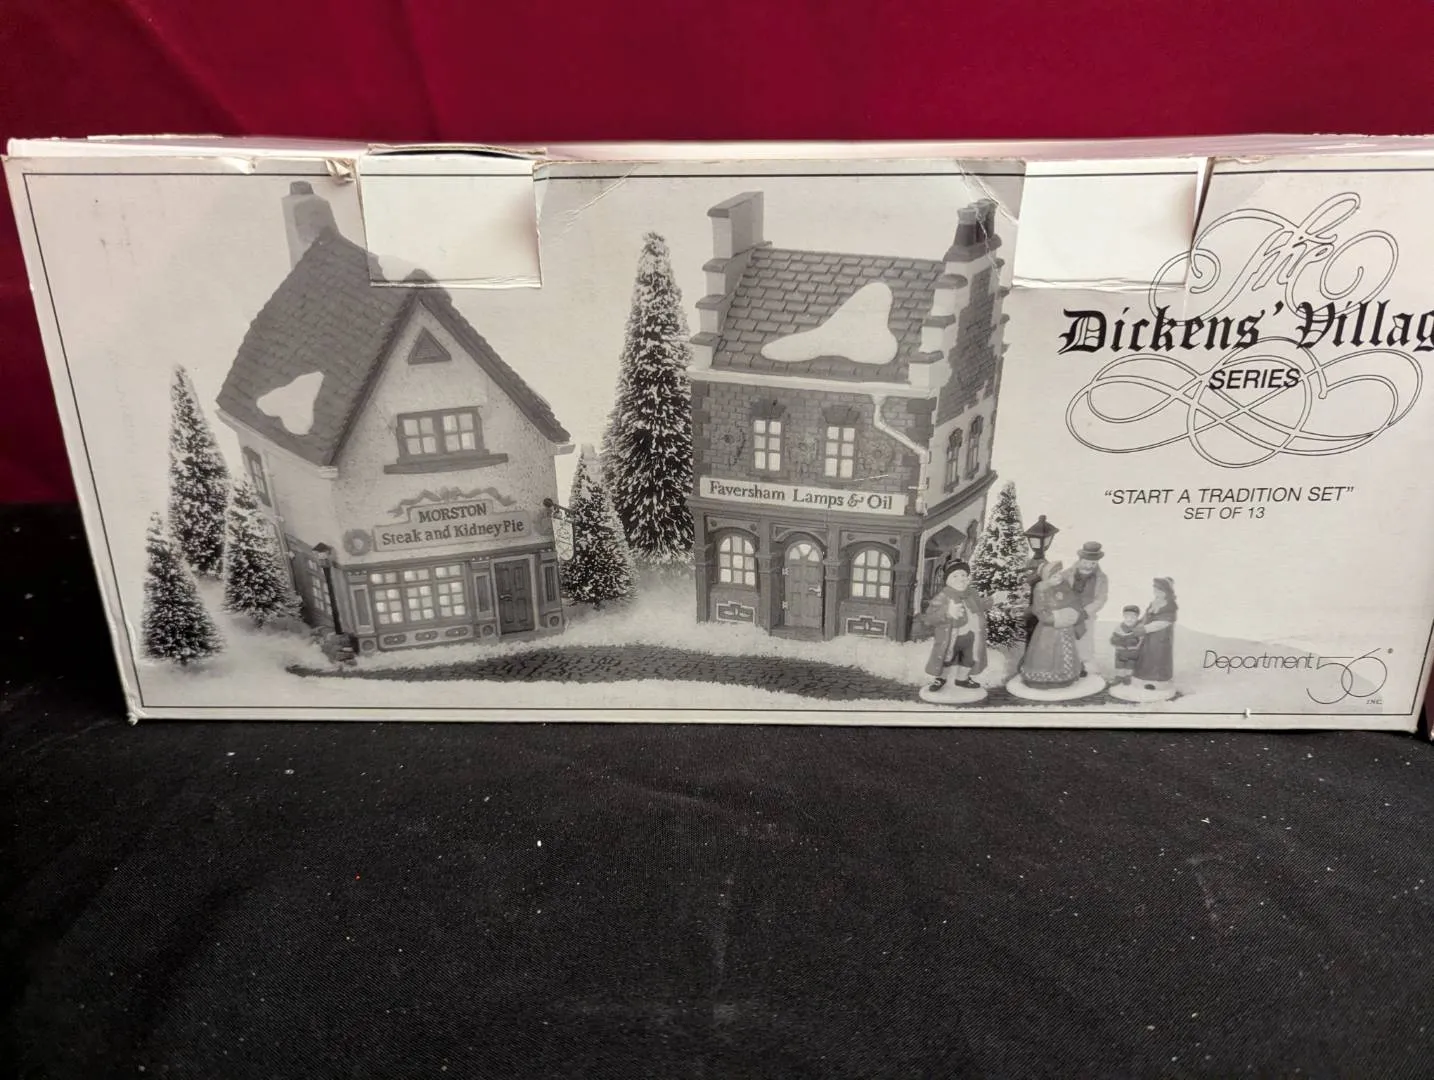 MORSTON
Steak and Kidney Pie
Faversham Lamps & Oil
The
Dickens' Villag
SERIES
"START A TRADITION SET"
SET OF 13
Department 56
INC.